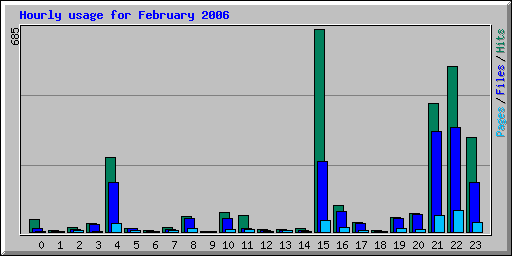 Hourly usage for February 2006
685
Pages / Files / Hits
0 1 2 3 4 5 6 7 8 9 10 11 12 13 14 15 16 17 18 19 20 21 22 23